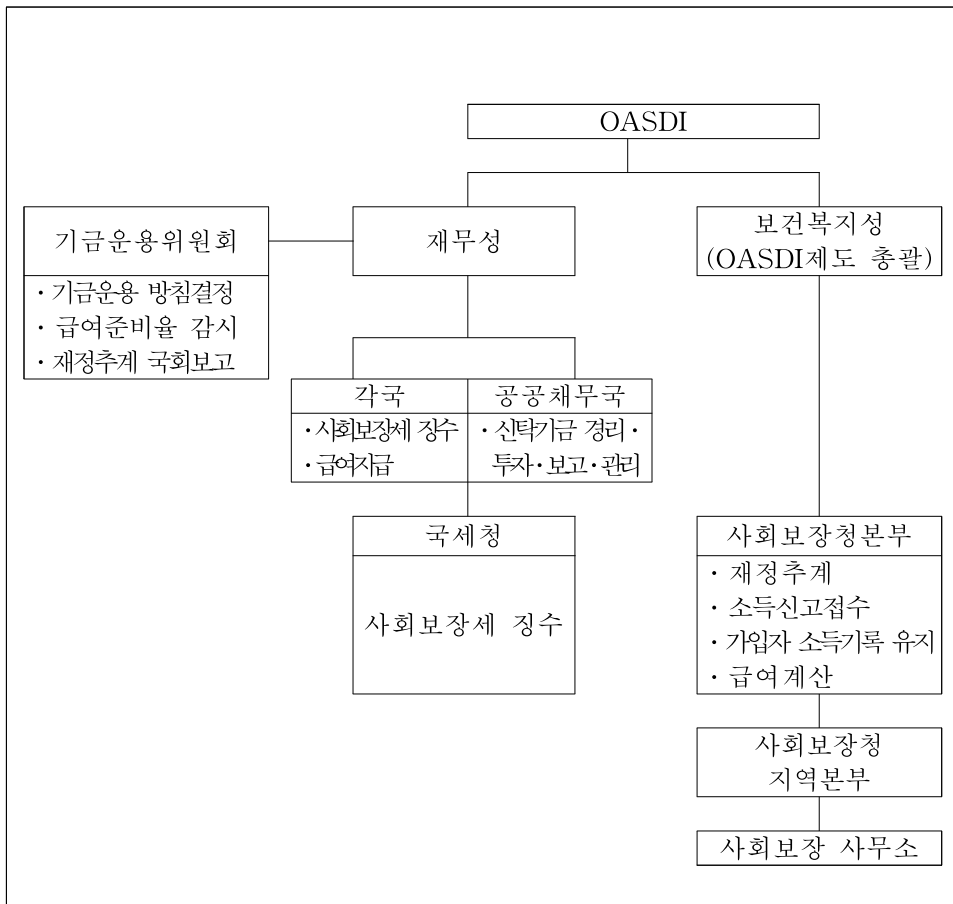 OASDI
기금운용위원회
· 기금운용 방침결정
· 급여준비율 감시
· 재정추계 국회보고
재무성
보건복지성
(OASDI제도 총괄)
각국
· 사회보장세 징수
· 급여지급
공공채무국
· 신탁기금 경리 ·
투자 · 보고 · 관리
국세청
사회보장세 징수
사회보장청본부
· 재정추계
· 소득신고접수
· 가입자 소득기록 유지
· 급여계산
사회보장청
지역본부
사회보장 사무소